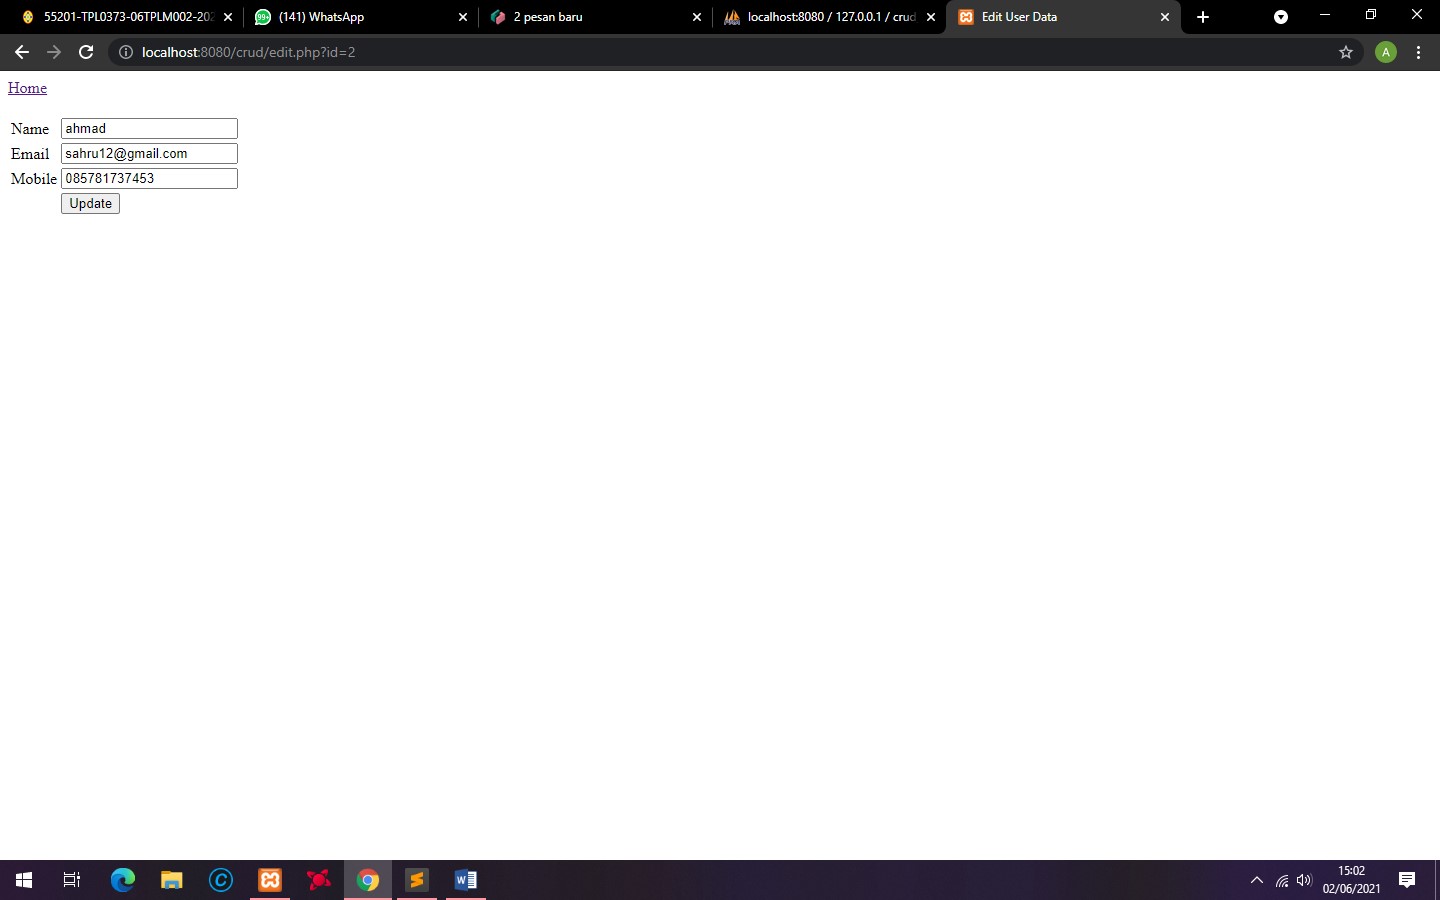 55201-TPL0373-06TPLM002-202
99+
(141) WhatsApp
2 pesan baru
localhost:8080 / 127.0.0.1 / crud
Edit User Data
localhost:8080/crud/edit.php?id=2
A
Home
Name ahmad
Email sahru12@gmail.com
Mobile 085781737453
Update
15:02
02/06/2021